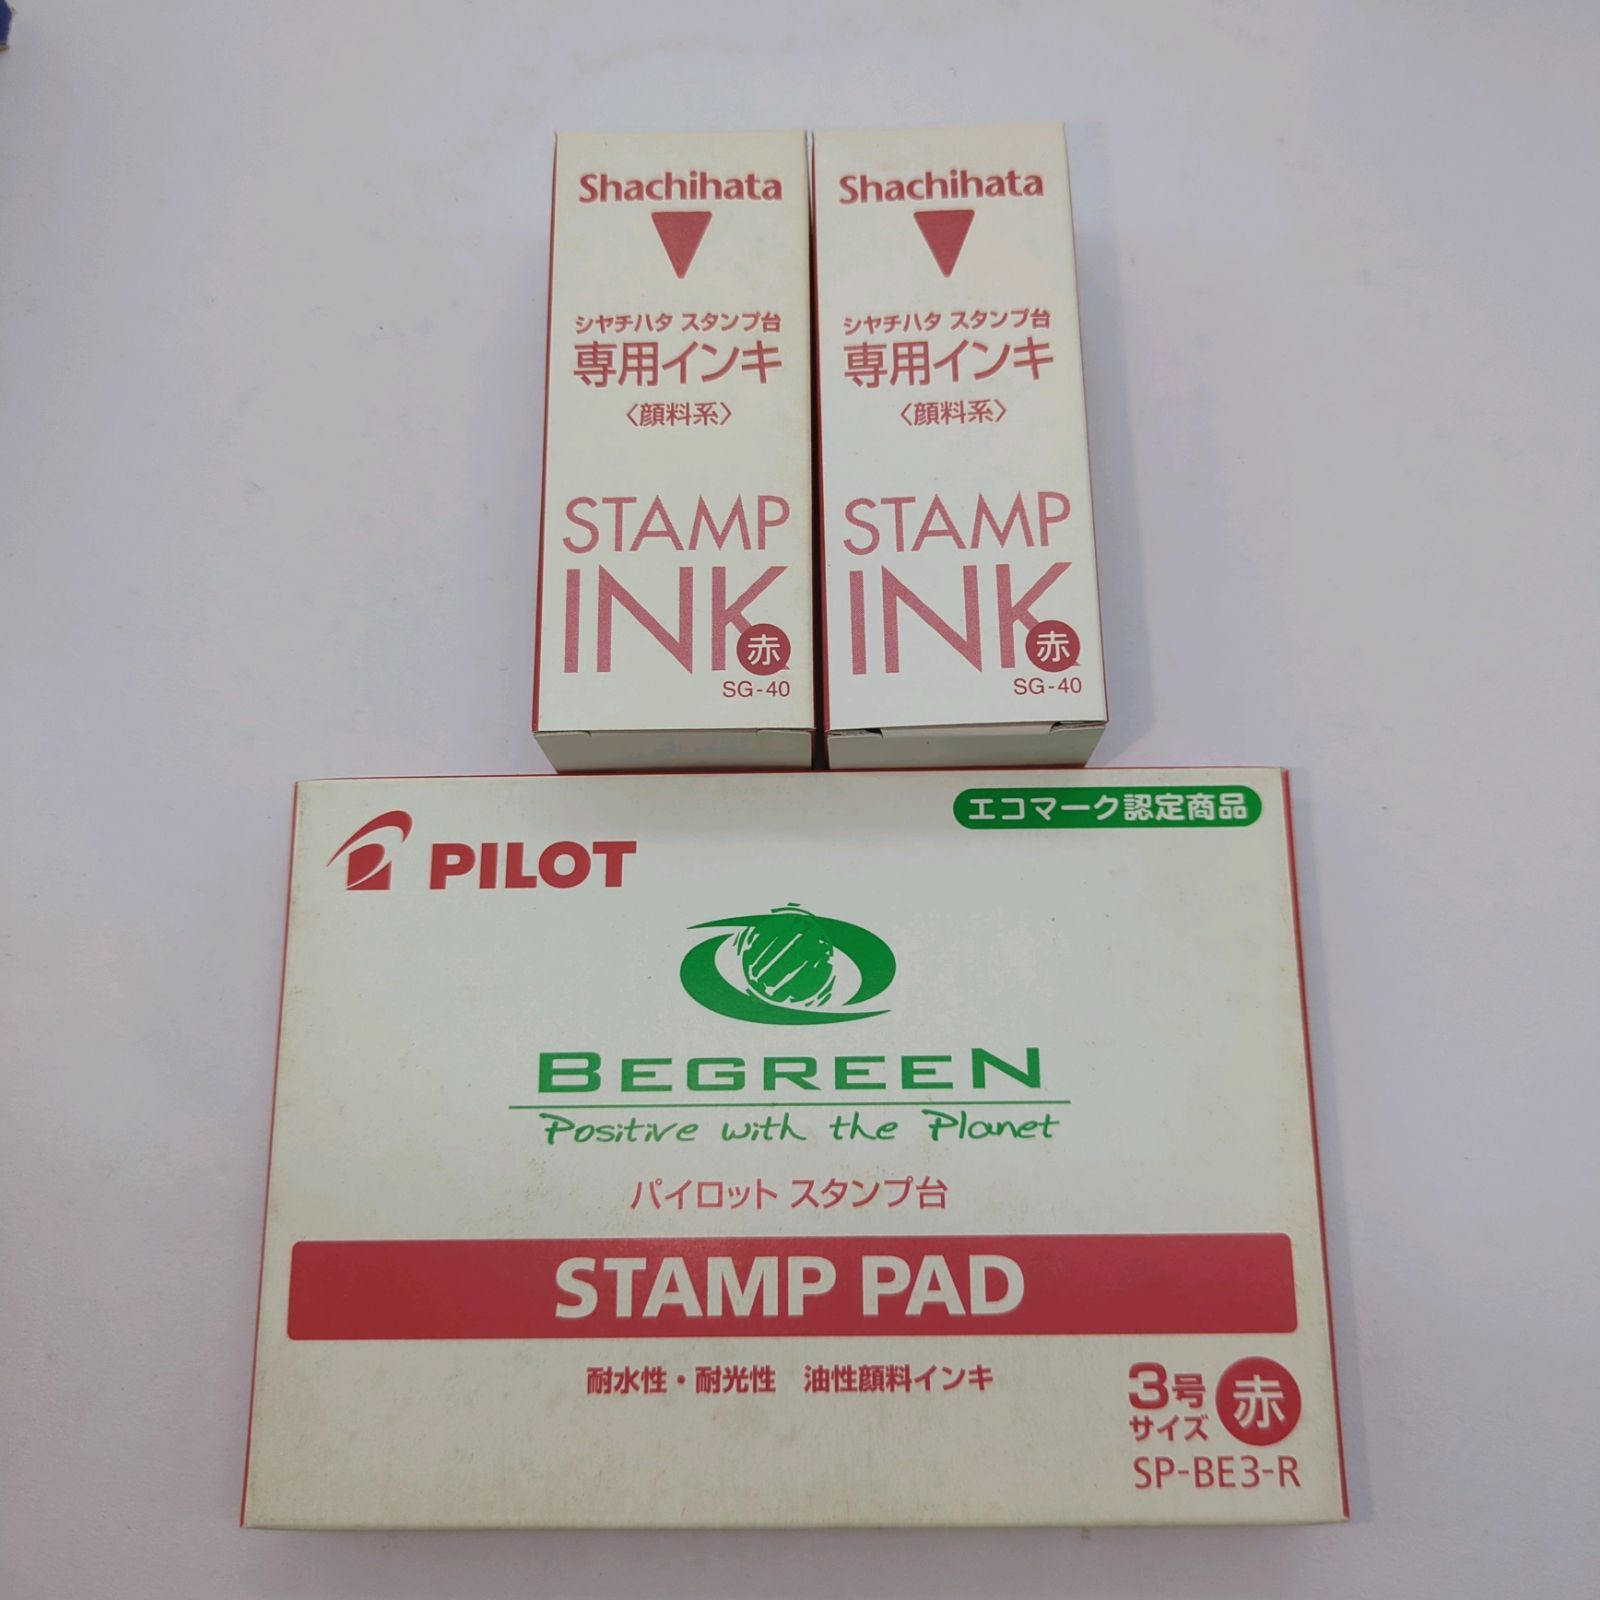 Shachihata
シヤチハタ スタンプ台
専用インキ
〈顔料系〉
STAMP
INK
赤
SG-40
Shachihata
シヤチハタ スタンプ台
専用インキ
〈顔料系〉
STAMP
INK
赤
SG-40
PILOT
エコマーク認定商品
BEGREEN
Positive with the Planet
パイロット スタンプ台
STAMP PAD
耐水性・耐光性 油性顔料インキ
3号
サイズ
赤
SP-BE3-R